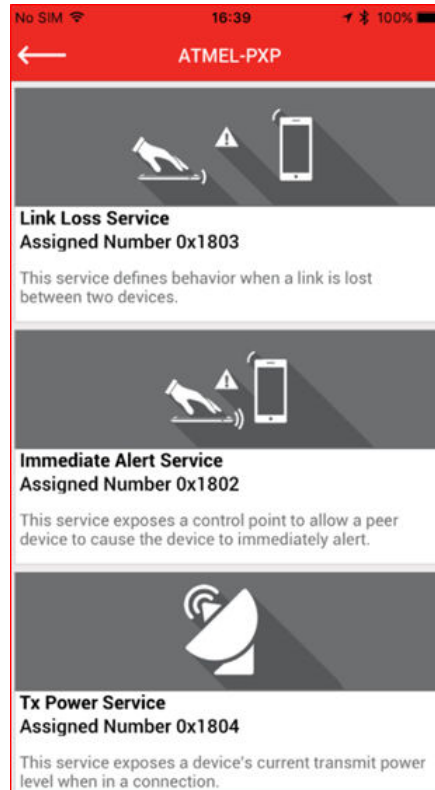 No SIM 16:39 100%
ATMEL-PXP
Link Loss Service
Assigned Number 0x1803
This service defines behavior when a link is lost
between two devices.
Immediate Alert Service
Assigned Number 0x1802
This service exposes a control point to allow a peer
device to cause the device to immediately alert.
Tx Power Service
Assigned Number 0x1804
This service exposes a device's current transmit power
level when in a connection.